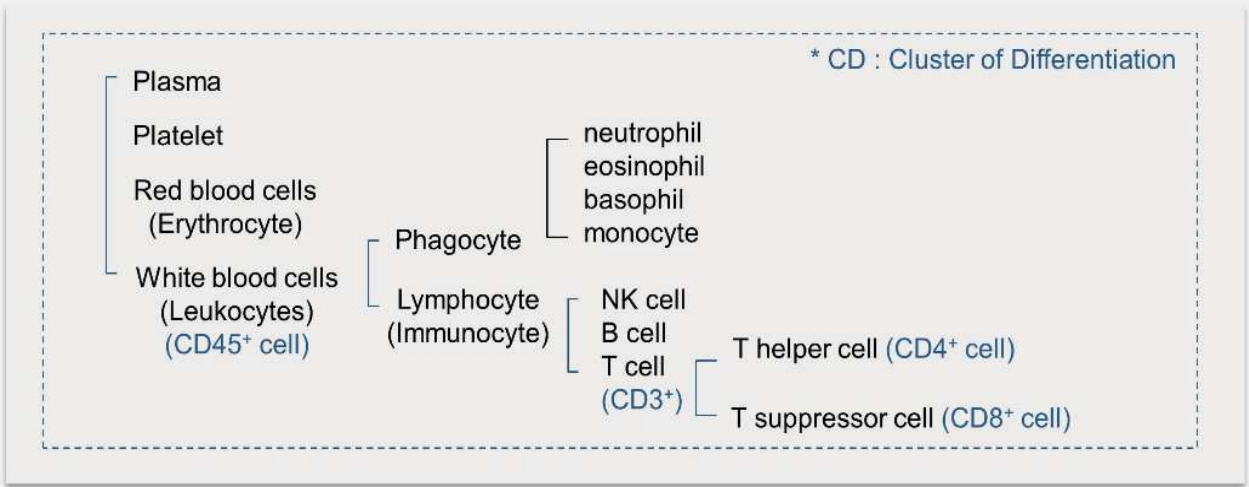 * CD : Cluster of Differentiation
Plasma
Platelet
Red blood cells
(Erythrocyte)
White blood cells
(Leukocytes)
(CD45⁺ cell)
Phagocyte
neutrophil
eosinophil
basophil
monocyte
Lymphocyte
(Immunocyte)
NK cell
B cell
T cell
(CD3⁺)
T helper cell (CD4⁺ cell)
T suppressor cell (CD8⁺ cell)